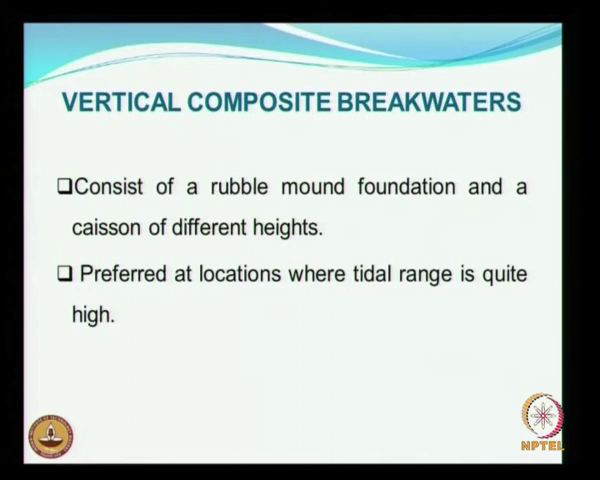 VERTICAL COMPOSITE BREAKWATERS
Consist of a rubble mound foundation and a
caisson of different heights.
Preferred at locations where tidal range is quite
high.
NPTEL